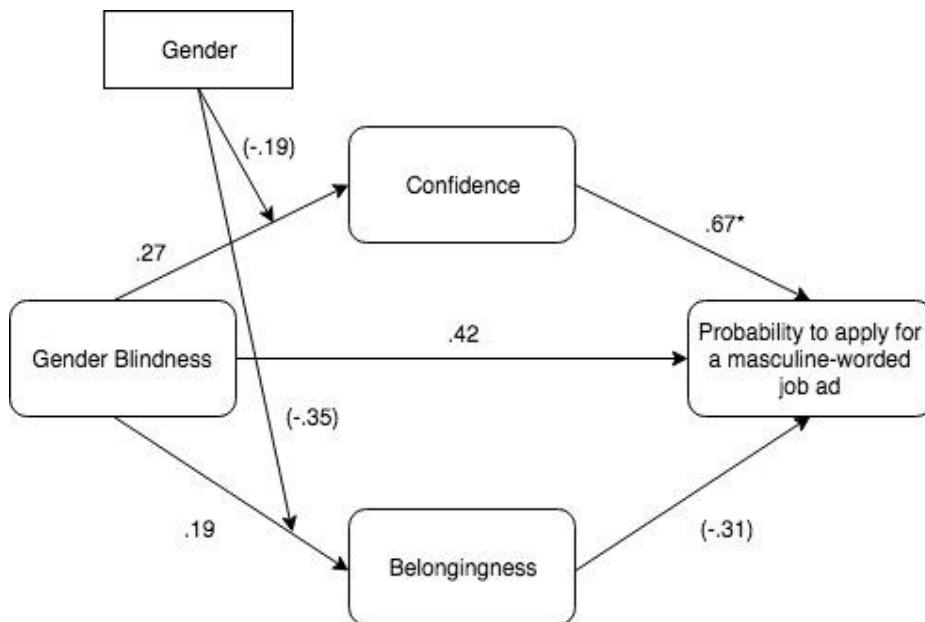 Gender
(-.19)
Confidence
.67*
.27
Gender Blindness
.42
Probability to apply for
a masculine-worded
job ad
(-.35)
.19
(-.31)
Belongingness